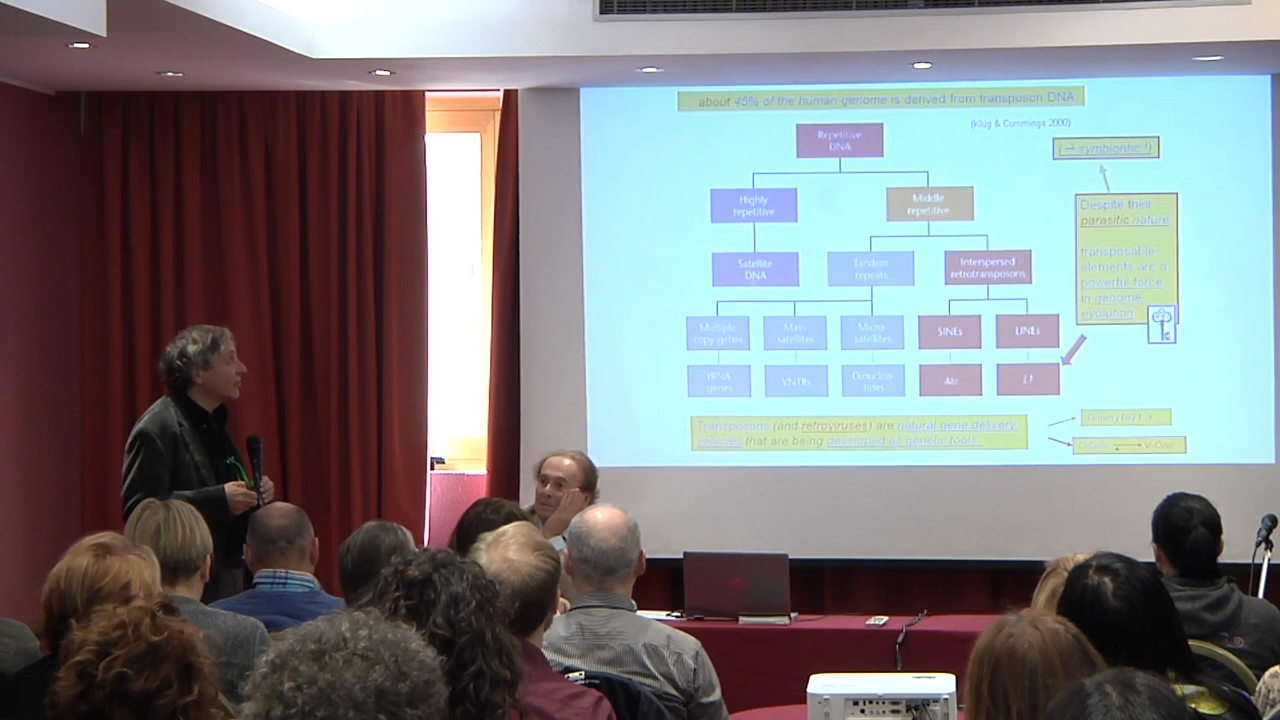 about 45% of the human genome is derived from transposon DNA
(Klug & Cummings 2000)
Repetitive
DNA
(→ symbiontic !)
Highly
repetitive
Middle
repetitive
Despite their
parasitic nature
transposable
elements are a
powerful force
in genome
evolution
Satellite
DNA
Tandem
repeats
Interspersed
retrotransposons
Multiple
copy genes
Mini-
satellites
Micro-
satellites
SINEs
LINEs
rRNA
genes
VNTRs
Dinucleo-
tides
Alu
L1
Transposons (and retroviruses) are natural gene delivery
vehicles that are being developed as genetic tools.
V-Onc